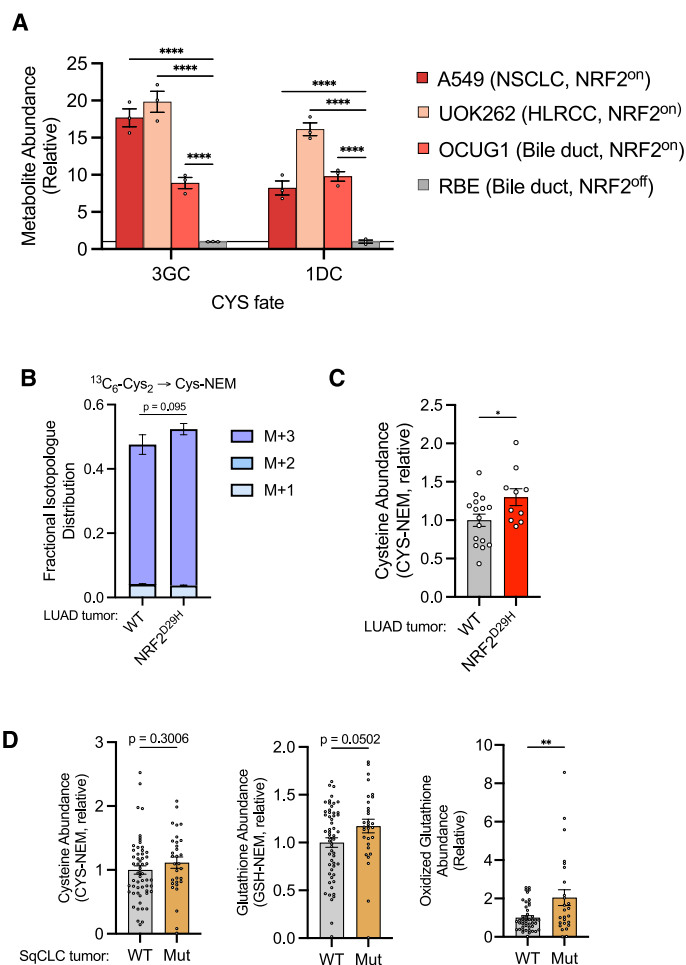 A
****
****
****
****
****
****
25
20
15
10
5
0
Metabolite Abundance
(Relative)
3GC
1DC
CYS fate
A549 (NSCLC, NRF2ᵒⁿ)
UOK262 (HLRCC, NRF2ᵒⁿ⁾
OCUG1 (Bile duct, NRF2ᵒⁿ)
RBE (Bile duct, NRF2ᵒᶠᶠ)
B
¹³C₆-Cys₂ → Cys-NEM
p = 0.095
0.6
0.4
0.2
0.0
Fractional Isotopologue
Distribution
M+3
M+2
M+1
LUAD tumor:
WT
NRF2ᴰ²⁹ᴴ
C
*
2.5
2.0
1.5
1.0
0.5
0.0
Cysteine Abundance
(CYS-NEM, relative)
LUAD tumor:
WT
NRF2ᴰ²⁹ᴴ
D
p = 0.3006
3
2
1
0
Cysteine Abundance
(CYS-NEM, relative)
SqCLC tumor:
WT
Mut
p = 0.0502
2.0
1.5
1.0
0.5
0.0
Glutathione Abundance
(GSH-NEM, relative)
WT
Mut
**
10
8
6
4
2
0
Oxidized Glutathione
Abundance
(Relative)
WT
Mut